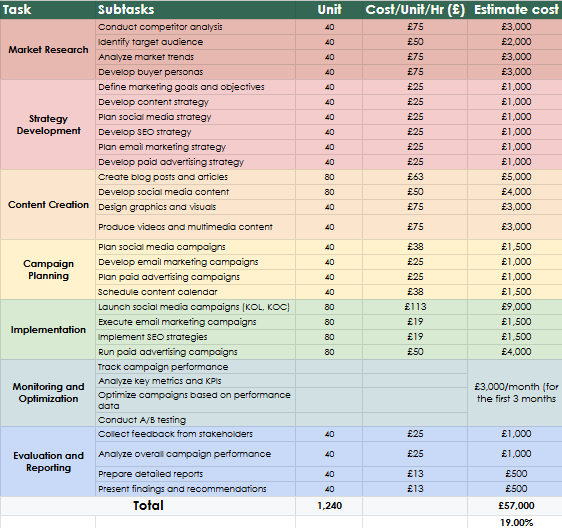 Task Subtasks Unit Cost/Unit/Hr (£) Estimate cost
Market Research
Conduct competitor analysis 40 £75 £3,000
Identify target audience 40 £50 £2,000
Analyze market trends 40 £75 £3,000
Develop buyer personas 40 £75 £3,000
Strategy
Development
Define marketing goals and objectives 40 £25 £1,000
Develop content strategy 40 £25 £1,000
Plan social media strategy 40 £25 £1,000
Develop SEO strategy 40 £25 £1,000
Plan email marketing strategy 40 £25 £1,000
Develop paid advertising strategy 40 £25 £1,000
Content Creation
Create blog posts and articles 80 £63 £5,000
Develop social media content 80 £50 £4,000
Design graphics and visuals 40 £75 £3,000
Produce videos and multimedia content 40 £75 £3,000
Campaign
Planning
Plan social media campaigns 40 £38 £1,500
Develop email marketing campaigns 40 £25 £1,000
Plan paid advertising campaigns 40 £25 £1,000
Schedule content calendar 40 £38 £1,500
Implementation
Launch social media campaigns (KOL, KOC) 80 £113 £9,000
Execute email marketing campaigns 80 £19 £1,500
Implement SEO strategies 80 £19 £1,500
Run paid advertising campaigns 80 £50 £4,000
Monitoring and
Optimization
Track campaign performance
Analyze key metrics and KPIs
Optimize campaigns based on performance
data
Conduct A/B testing
£3,000/month (for
the first 3 months
Evaluation and
Reporting
Collect feedback from stakeholders 40 £25 £1,000
Analyze overall campaign performance 40 £25 £1,000
Prepare detailed reports 40 £13 £500
Present findings and recommendations 40 £13 £500
Total 1,240 £57,000
19.00%